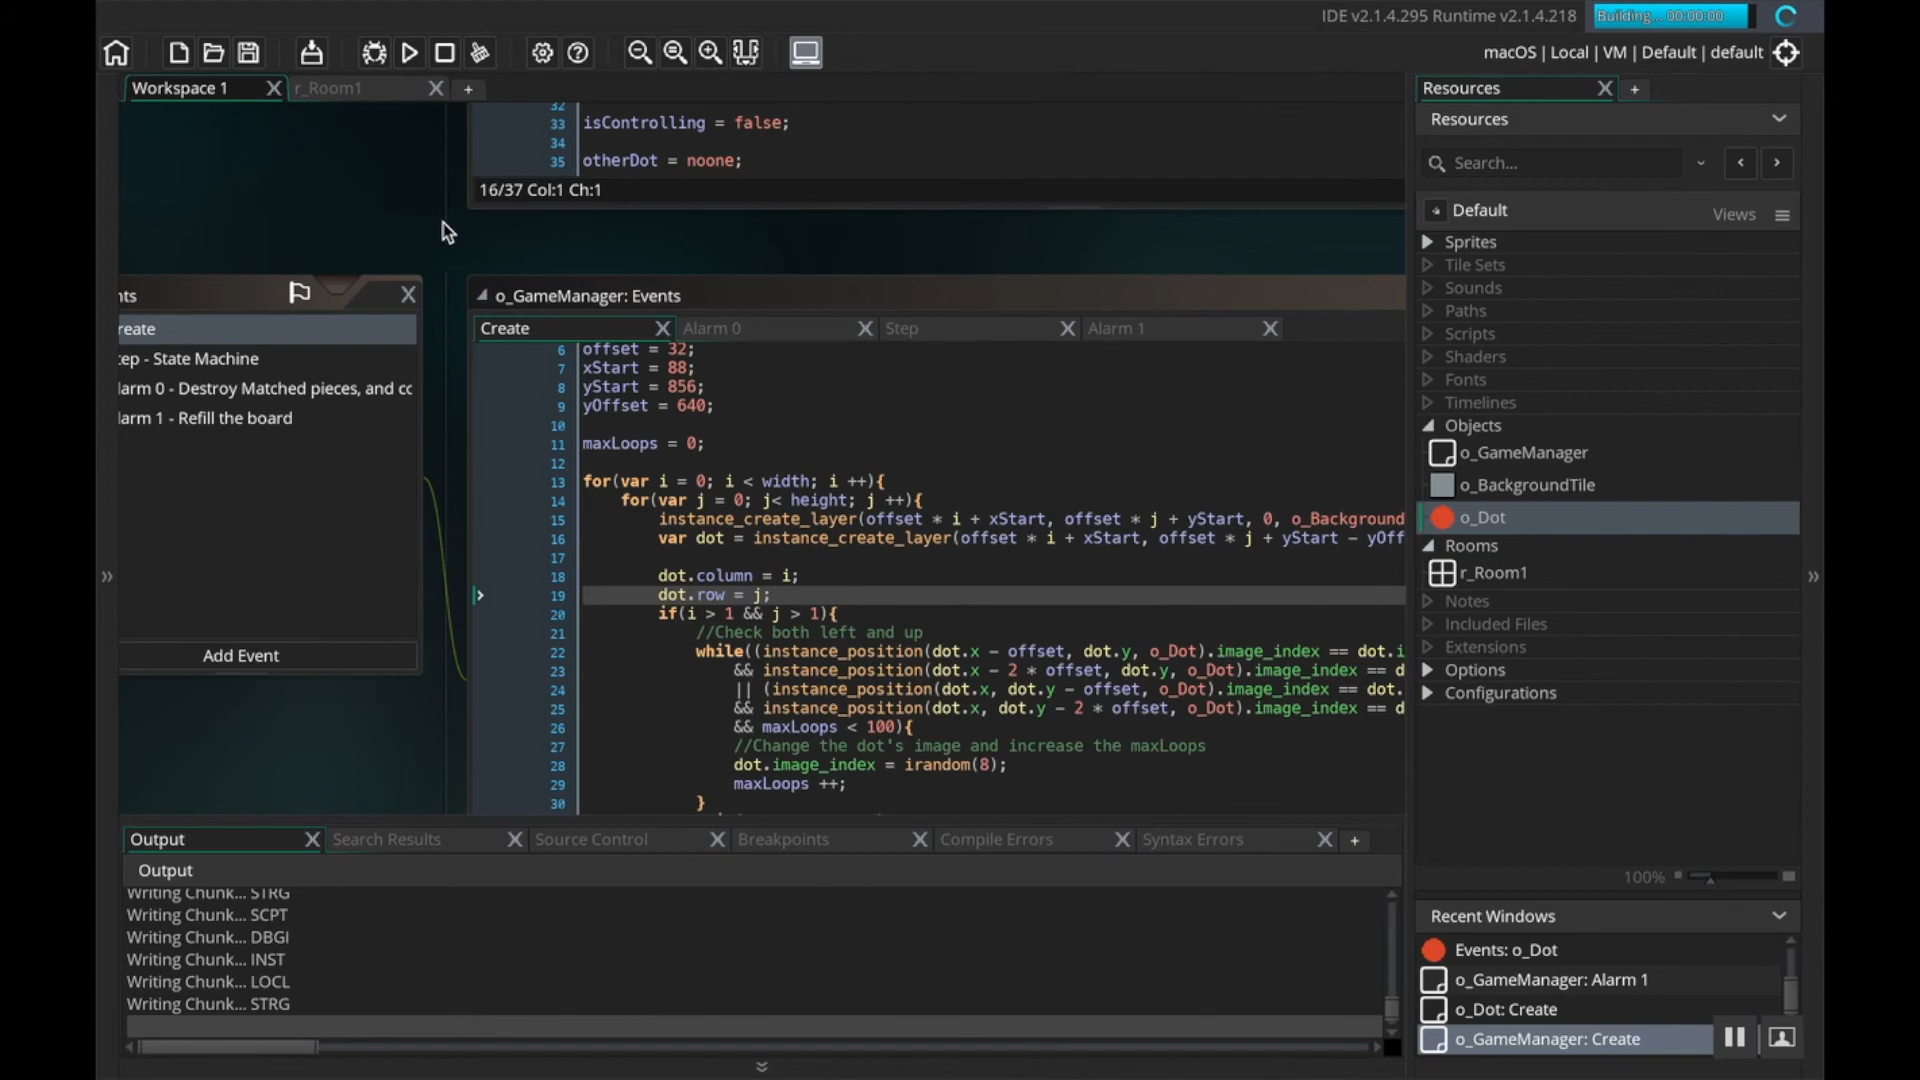 IDE v2.1.4.295 Runtime v2.1.4.218
Building... 00:00:00
macOS | Local | VM | Default | default
Workspace 1
r_Room1
32
33 isControlling = false;
34
35 otherDot = noone;
16/37 Col:1 Ch:1
nts
reate
tep - State Machine
larm 0 - Destroy Matched pieces, and co
larm 1 - Refill the board
Add Event
o_GameManager: Events
Create
Alarm 0
Step
Alarm 1
6 offset = 32;
7 xStart = 88;
8 yStart = 856;
9 yOffset = 640;
10
11 maxLoops = 0;
12
13 for(var i = 0; i < width; i ++){
14 for(var j = 0; j< height; j ++){
15 instance_create_layer(offset * i + xStart, offset * j + yStart, 0, o_Background
16 var dot = instance_create_layer(offset * i + xStart, offset * j + yStart - yOff
17
18 dot.column = i;
19 dot.row = j;
20 if(i > 1 && j > 1){
21 //Check both left and up
22 while((instance_position(dot.x - offset, dot.y, o_Dot).image_index == dot.i
23 && instance_position(dot.x - 2 * offset, dot.y, o_Dot).image_index == d
24 || (instance_position(dot.x, dot.y - offset, o_Dot).image_index == dot.
25 && instance_position(dot.x, dot.y - 2 * offset, o_Dot).image_index == d
26 && maxLoops < 100){
27 //Change the dot's image and increase the maxLoops
28 dot.image_index = irandom(8);
29 maxLoops ++;
30 }
Output
Search Results
Source Control
Breakpoints
Compile Errors
Syntax Errors
Output
Writing Chunk... STRG
Writing Chunk... SCPT
Writing Chunk... DBGI
Writing Chunk... INST
Writing Chunk... LOCL
Writing Chunk... STRG
Resources
Resources
Search...
Default
Views
Sprites
Tile Sets
Sounds
Paths
Scripts
Shaders
Fonts
Timelines
Objects
o_GameManager
o_BackgroundTile
o_Dot
Rooms
r_Room1
Notes
Included Files
Extensions
Options
Configurations
100%
Recent Windows
Events: o_Dot
o_GameManager: Alarm 1
o_Dot: Create
o_GameManager: Create